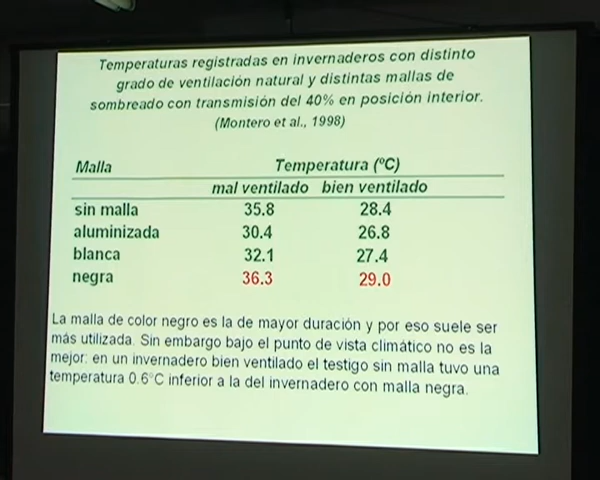 Temperaturas registradas en invernaderos con distinto
grado de ventilación natural y distintas mallas de
sombreado con transmisión del 40% en posición interior.
(Montero et al., 1998)
Malla Temperatura (ºC)
mal ventilado bien ventilado
sin malla 35.8 28.4
aluminizada 30.4 26.8
blanca 32.1 27.4
negra 36.3 29.0
La malla de color negro es la de mayor duración y por eso suele ser
más utilizada. Sin embargo bajo el punto de vista climático no es la
mejor: en un invernadero bien ventilado el testigo sin malla tuvo una
temperatura 0.6°C inferior a la del invernadero con malla negra.